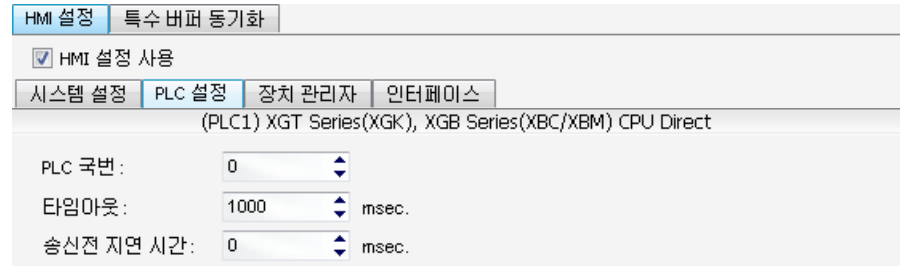 HMI 설정 특수 버퍼 동기화
HMI 설정 사용
시스템 설정 PLC 설정 장치 관리자 인터페이스
(PLC1) XGT Series(XGK), XGB Series(XBC/XBM) CPU Direct
PLC 국번 : 0
타임아웃 : 1000 msec.
송신전 지연 시간 : 0 msec.